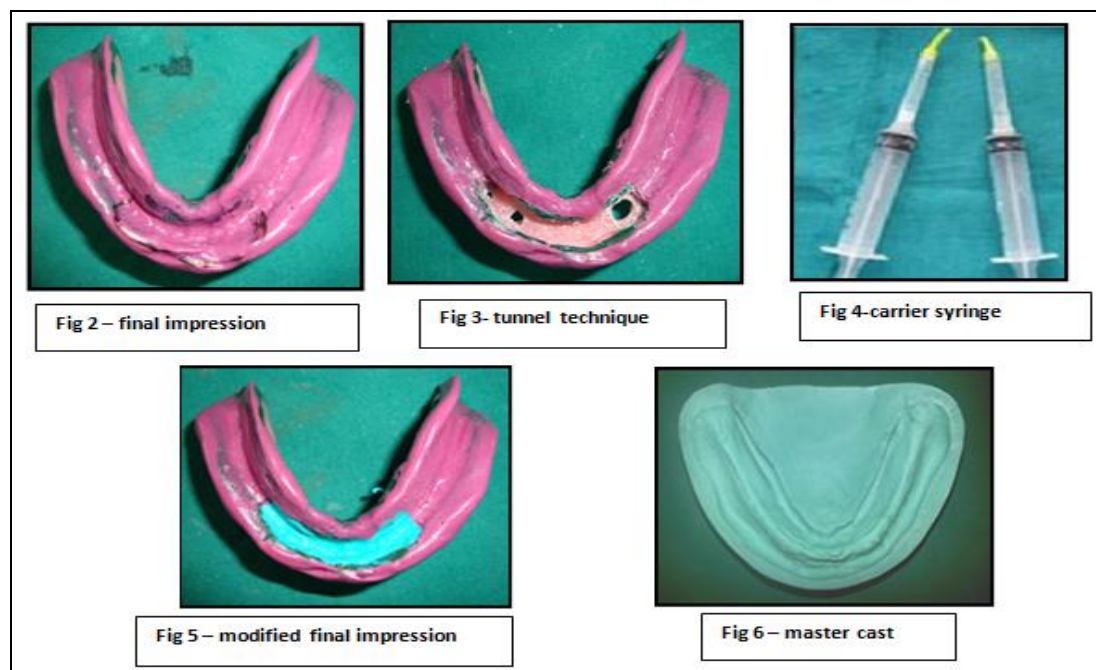 Fig 2 – final impression
Fig 3- tunnel technique
Fig 4-carrier syringe
Fig 5 – modified final impression
Fig 6 – master cast